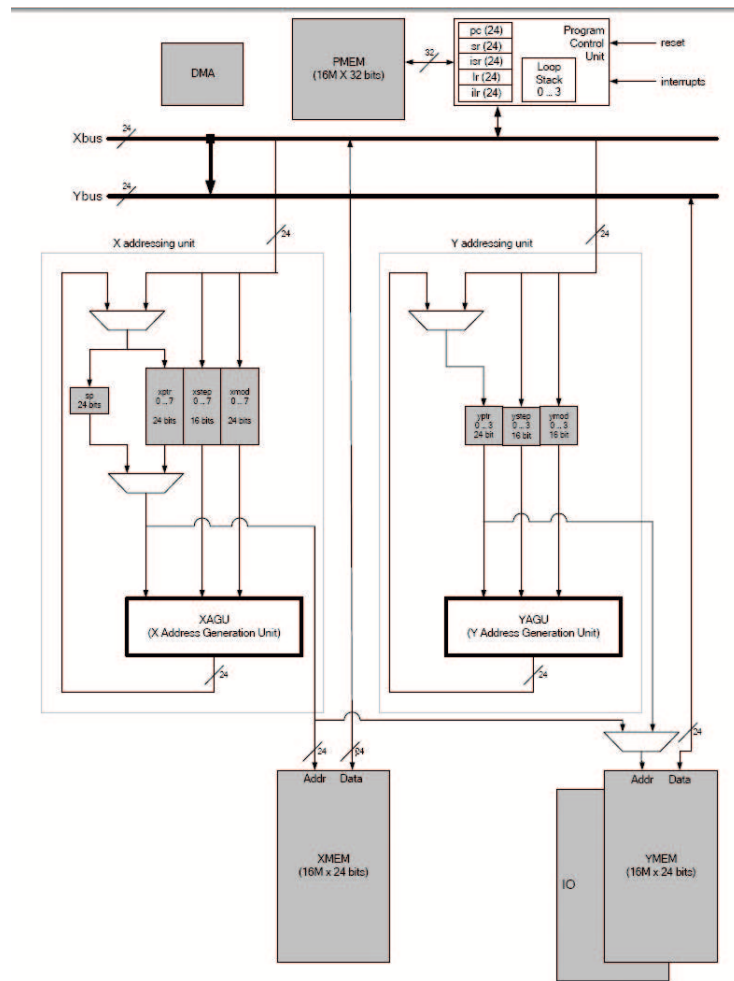 DMA
PMEM
(16M X 32 bits)
32
pc (24)
sr (24)
isr (24)
lr (24)
ilr (24)
Program
Control
Unit
Loop
Stack
0 ... 3
reset
interrupts
Xbus
24
Ybus
24
24
24
X addressing unit
Y addressing unit
sp
24 bits
xptr
0 ... 7
24 bits
xstep
0 ... 7
16 bits
xmod
0 ... 7
24 bits
yptr
0 ... 3
24 bit
ystep
0 ... 3
16 bit
ymod
0 ... 3
16 bit
XAGU
(X Address Generation Unit)
24
YAGU
(Y Address Generation Unit)
24
24
24
24
Addr Data
XMEM
(16M x 24 bits)
Addr Data
YMEM
(16M x 24 bits)
IO